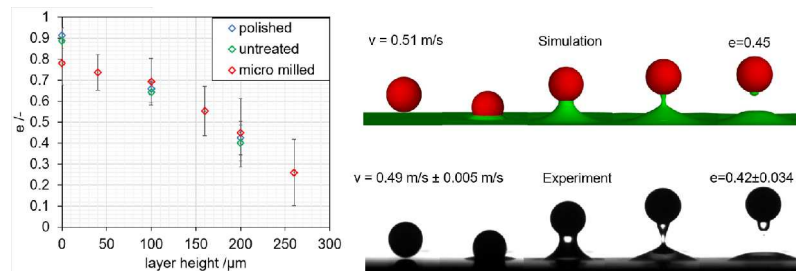 1
0.9
0.8
0.7
0.6
0.5
0.4
0.3
0.2
0.1
0
e /-
0
50
100
150
200
250
300
layer height /µm
polished
untreated
micro milled
v = 0.51 m/s
Simulation
e=0.45
v = 0.49 m/s ± 0.005 m/s
Experiment
e=0.42±0.034